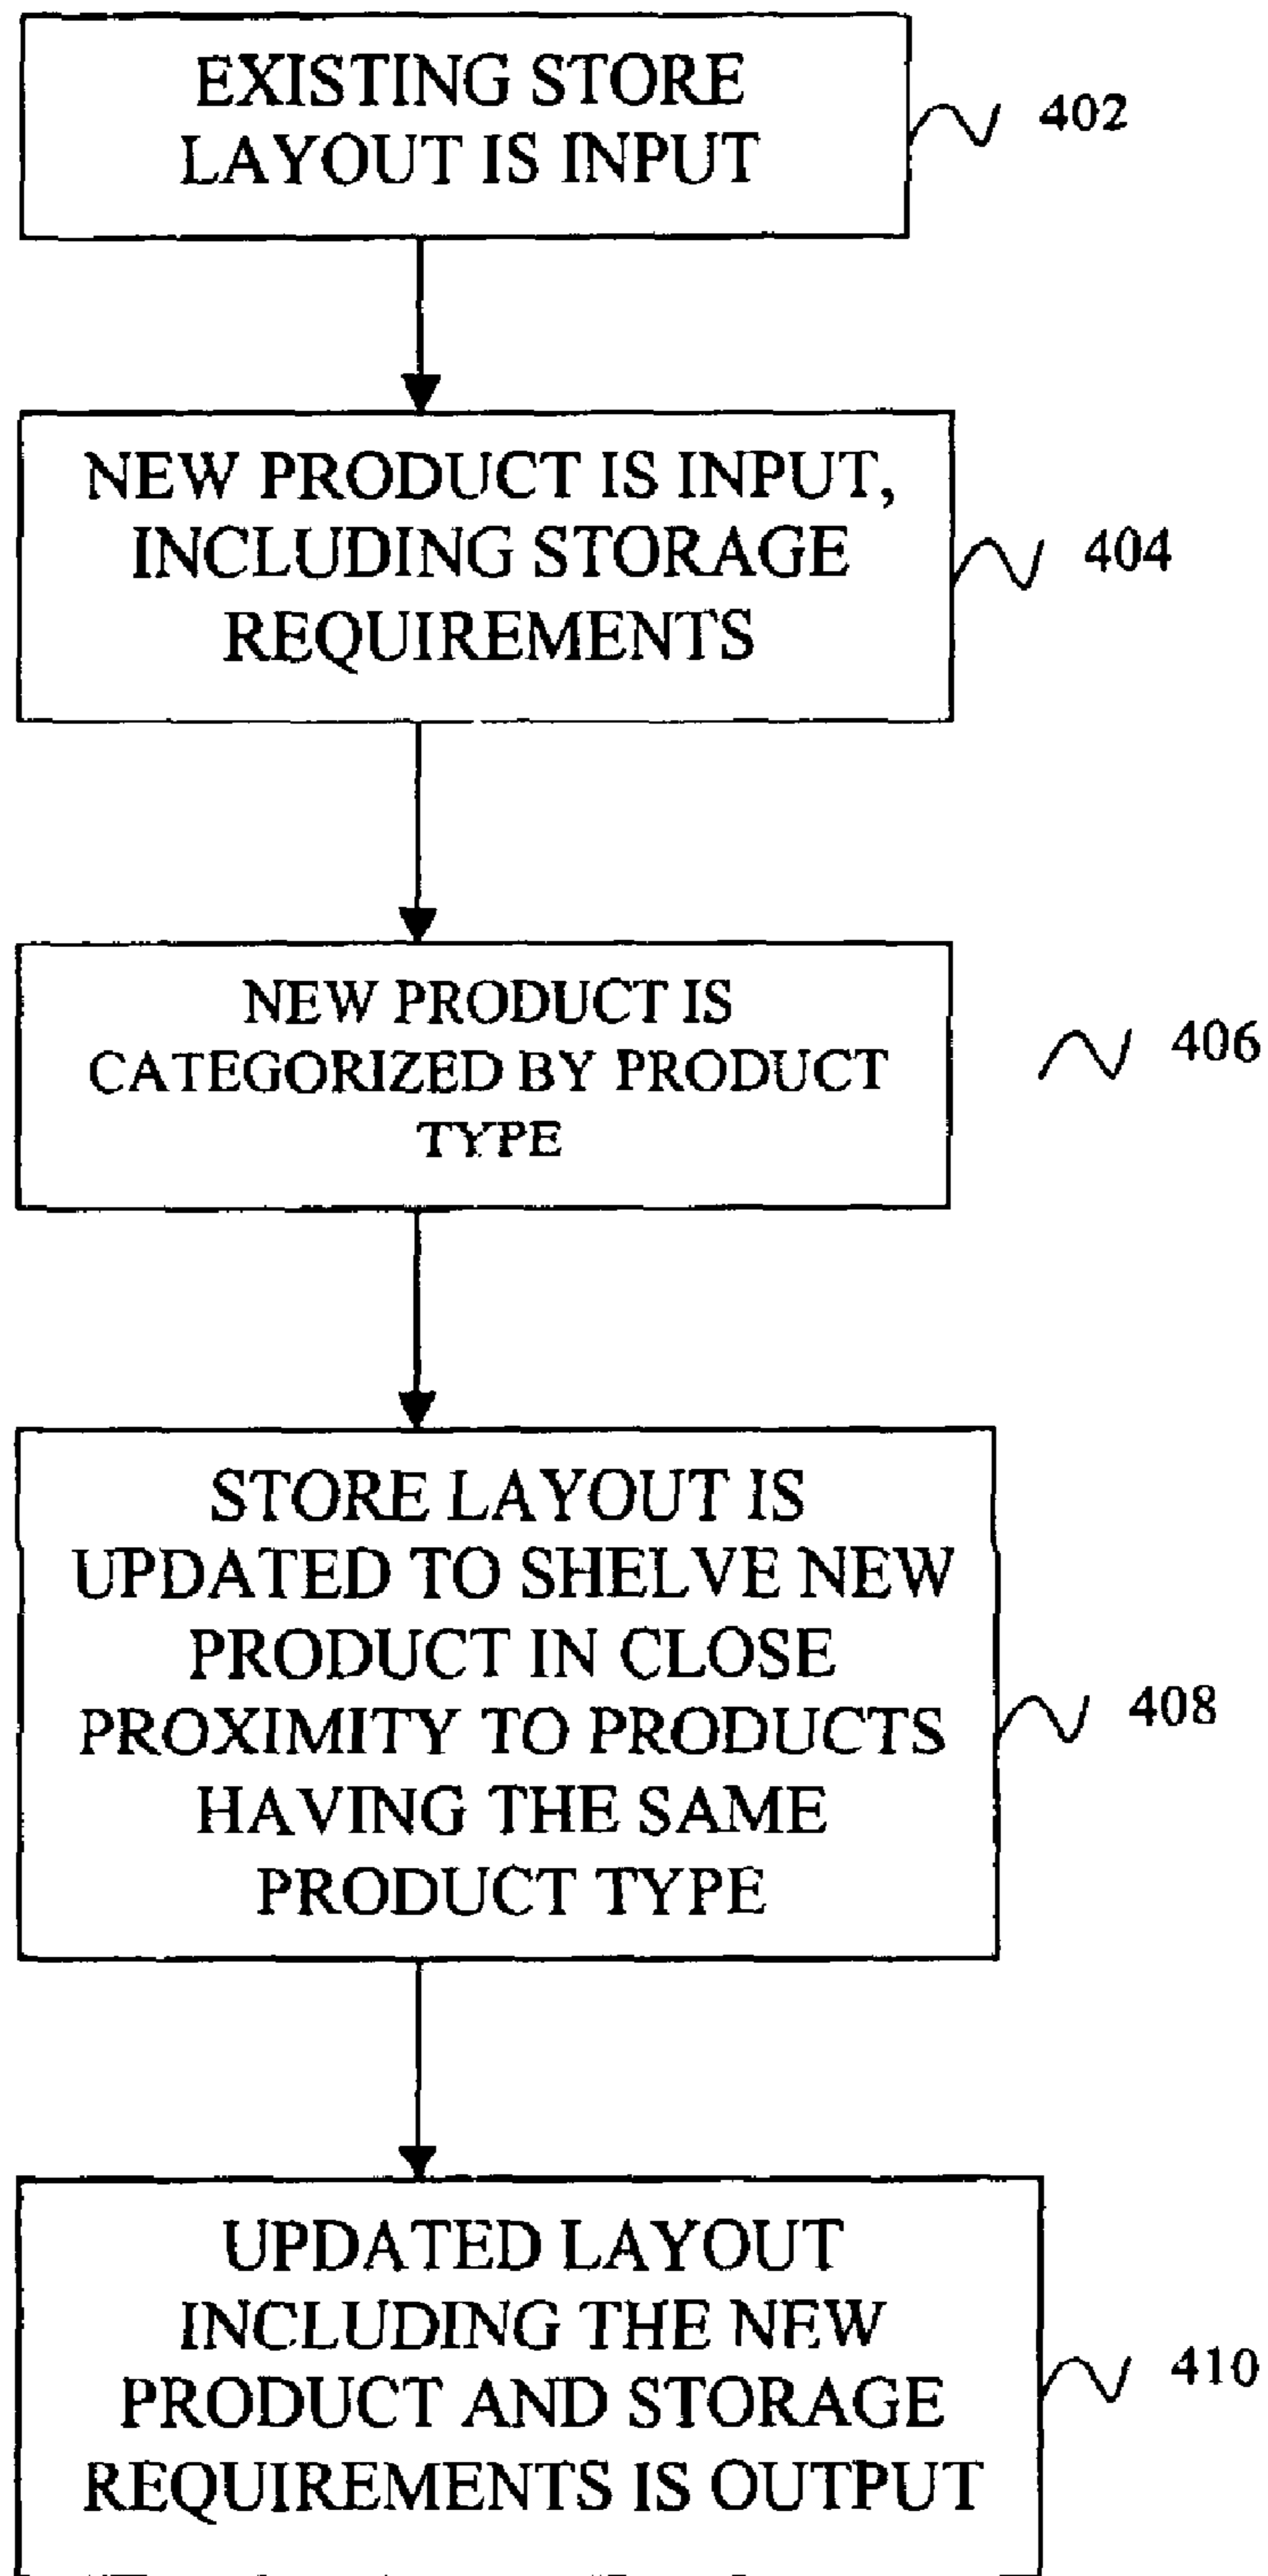 EXISTING STORE
LAYOUT IS INPUT
402
NEW PRODUCT IS INPUT,
INCLUDING STORAGE
REQUIREMENTS
404
NEW PRODUCT IS
CATEGORIZED BY PRODUCT
TYPE
406
STORE LAYOUT IS
UPDATED TO SHELVE NEW
PRODUCT IN CLOSE
PROXIMITY TO PRODUCTS
HAVING THE SAME
PRODUCT TYPE
408
UPDATED LAYOUT
INCLUDING THE NEW
PRODUCT AND STORAGE
REQUIREMENTS IS OUTPUT
410